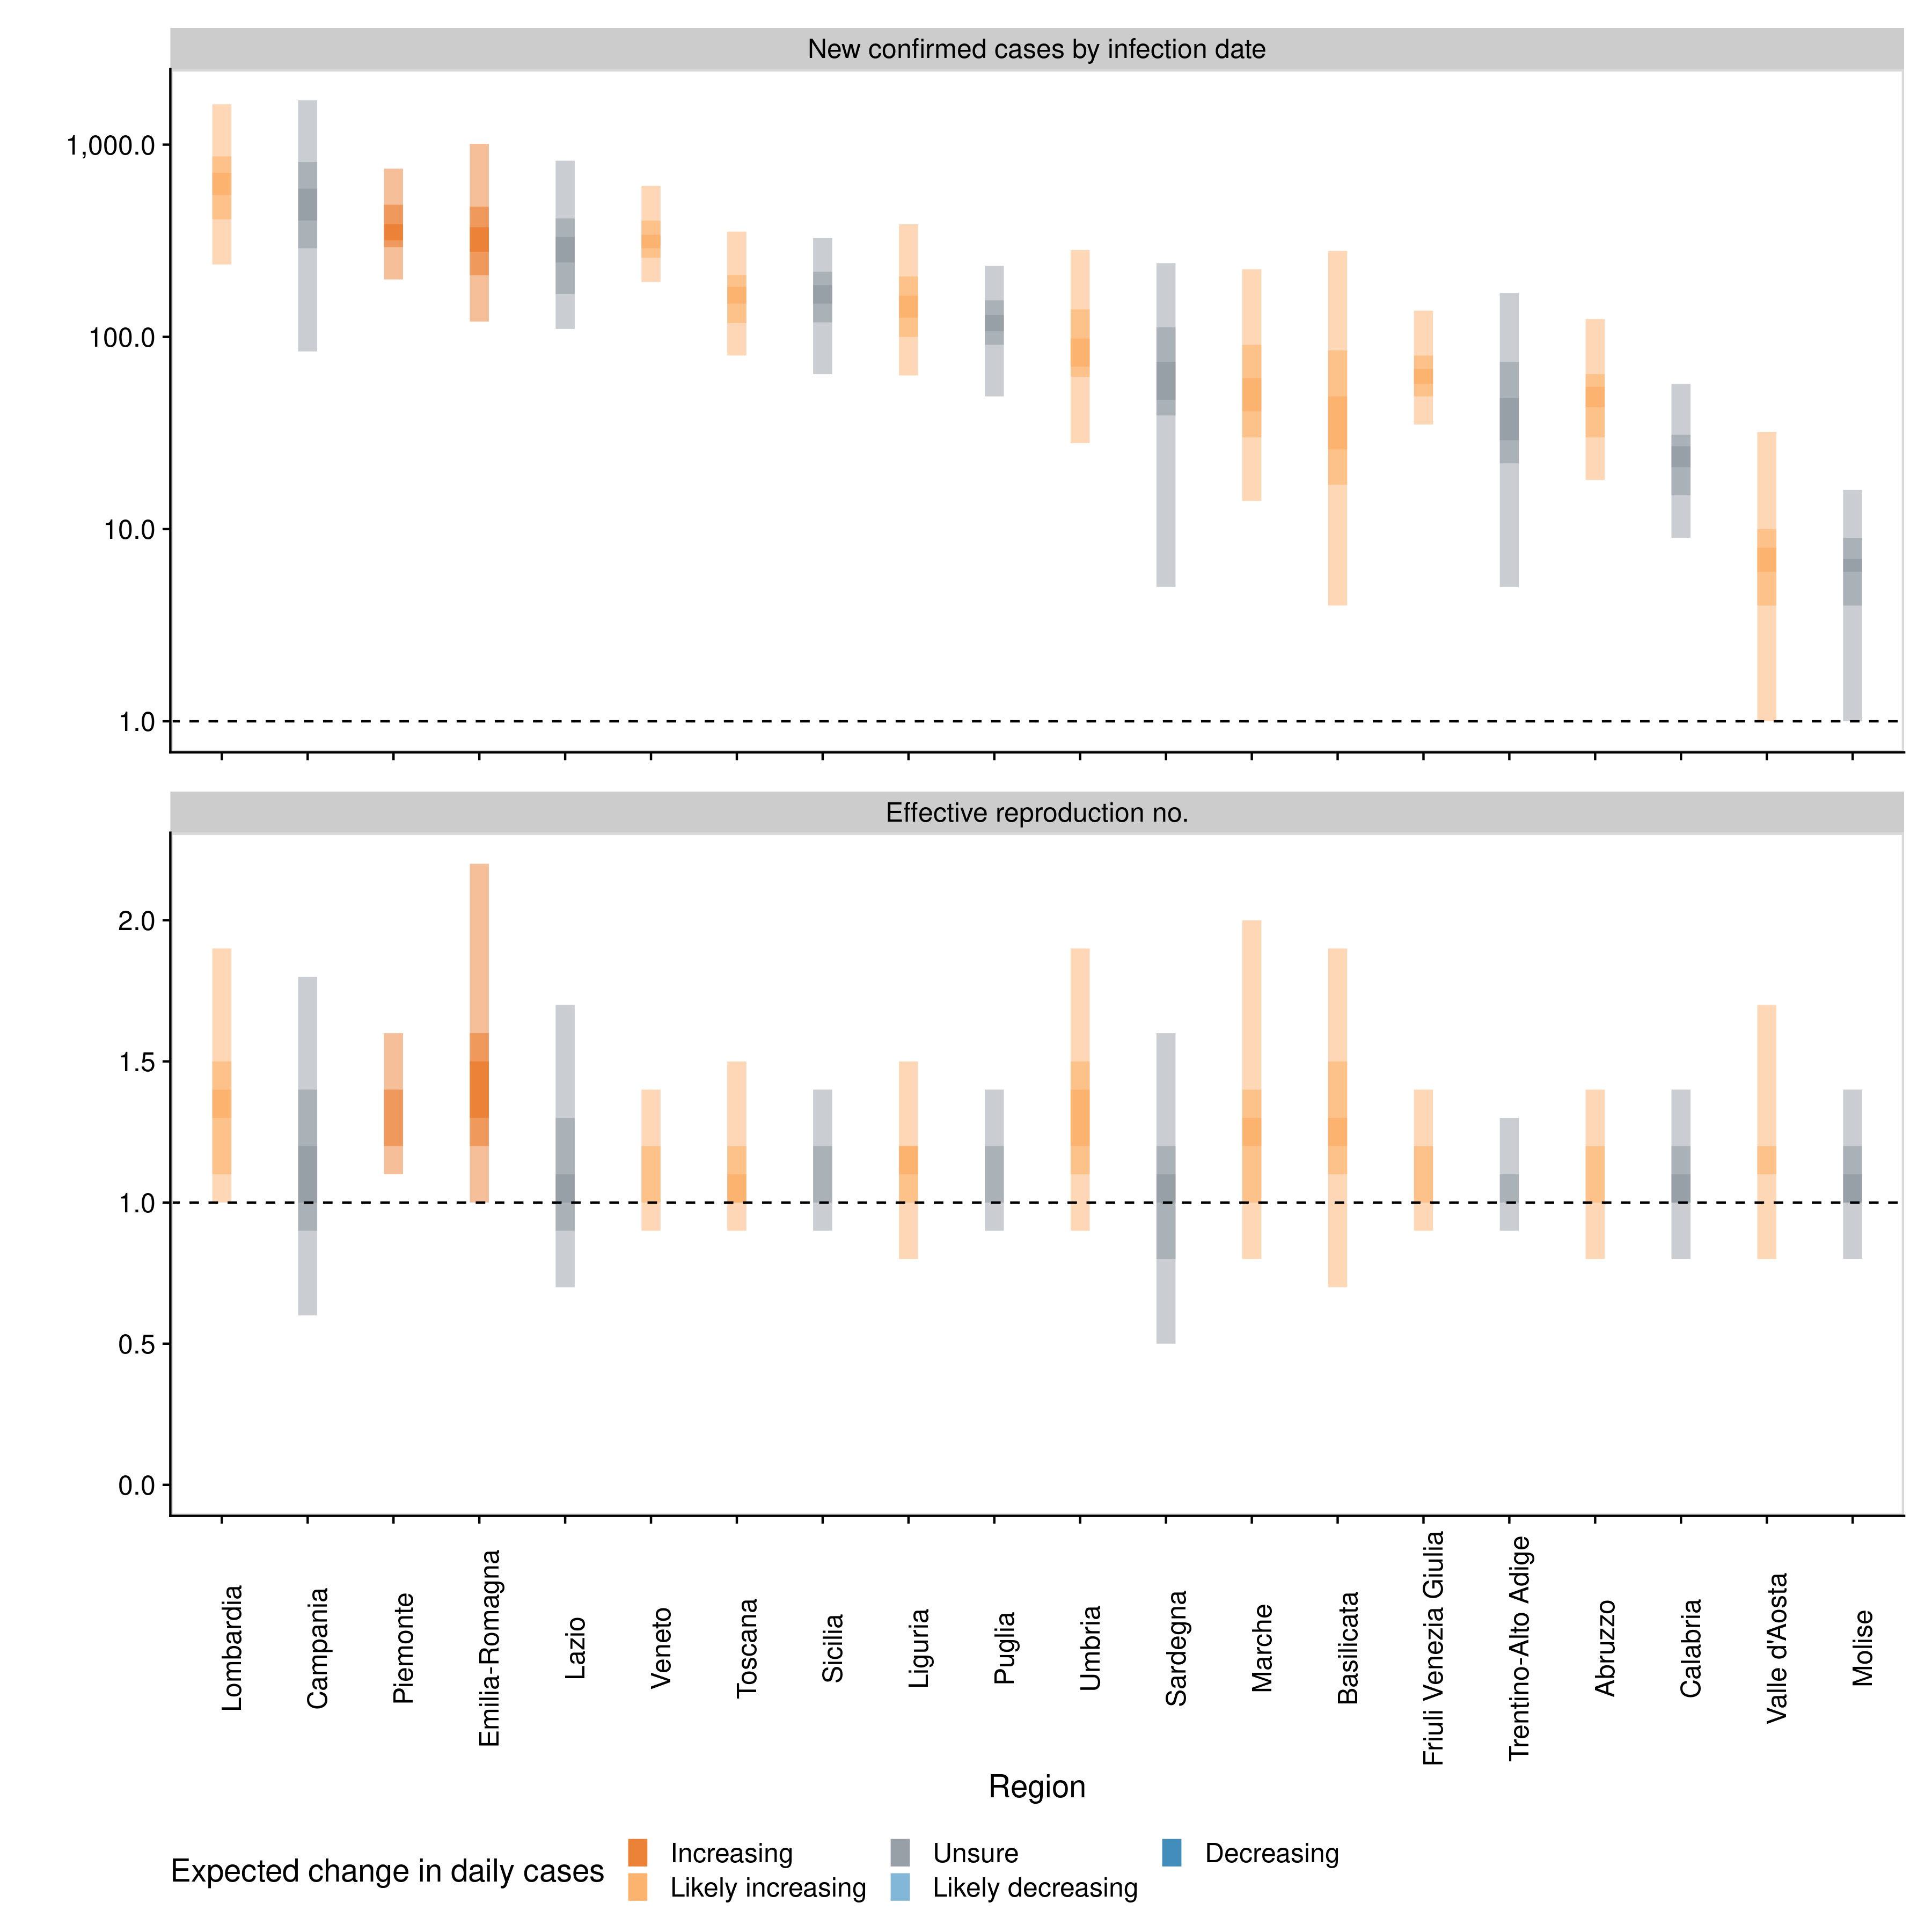 New confirmed cases by infection date
1,000.0
100.0
10.0
1.0
Effective reproduction no.
2.0
1.5
1.0
0.5
0.0
Lombardia
Campania
Piemonte
Emilia-Romagna
Lazio
Veneto
Toscana
Sicilia
Liguria
Puglia
Umbria
Sardegna
Marche
Basilicata
Friuli Venezia Giulia
Trentino-Alto Adige
Abruzzo
Calabria
Valle d'Aosta
Molise
Region
Expected change in daily cases
Increasing
Likely increasing
Unsure
Likely decreasing
Decreasing